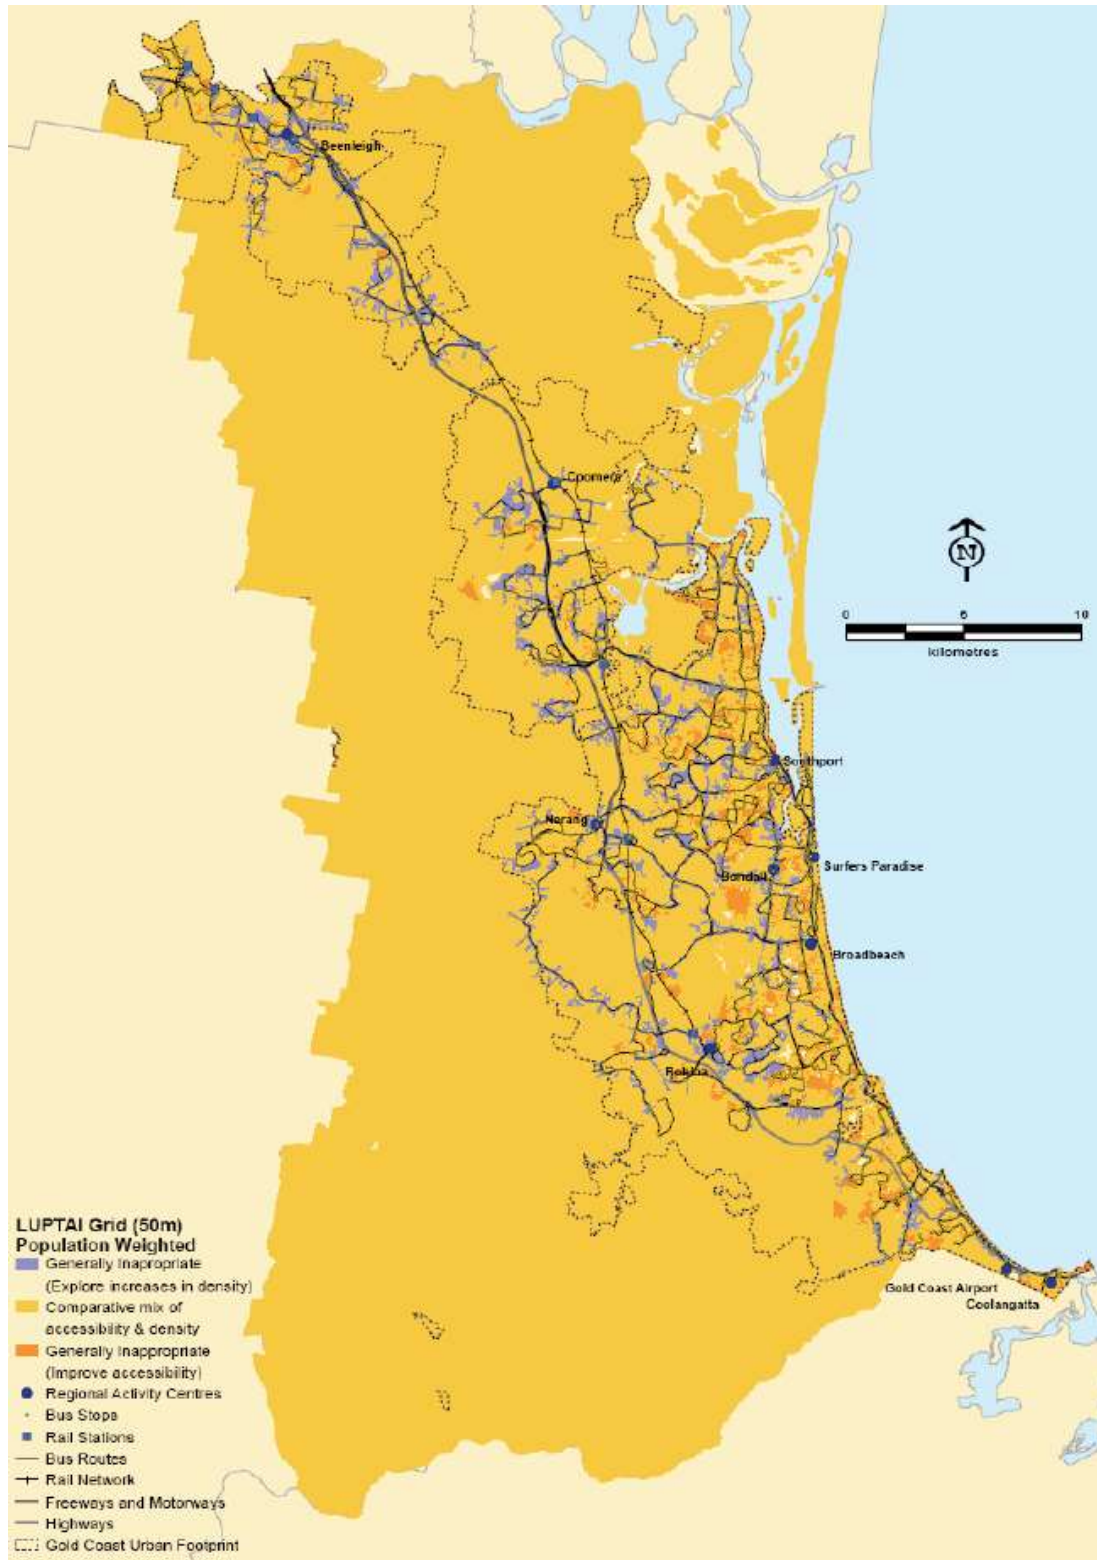 Beenleigh
Coomera
Southport
Nerang
Surfers Paradise
Bundall
Broadbeach
Robina
N
0 5 10
kilometres
Gold Coast Airport
Coolangatta
LUPTAI Grid (50m)
Population Weighted
Generally Inapropriate
(Explore increases in density)
Comparative mix of
accessibility & density
Generally Inappropriate
(Improve accessibility)
Regional Activity Centres
Bus Stops
Rail Stations
Bus Routes
Rail Network
Freeways and Motorways
Highways
Gold Coast Urban Footprint